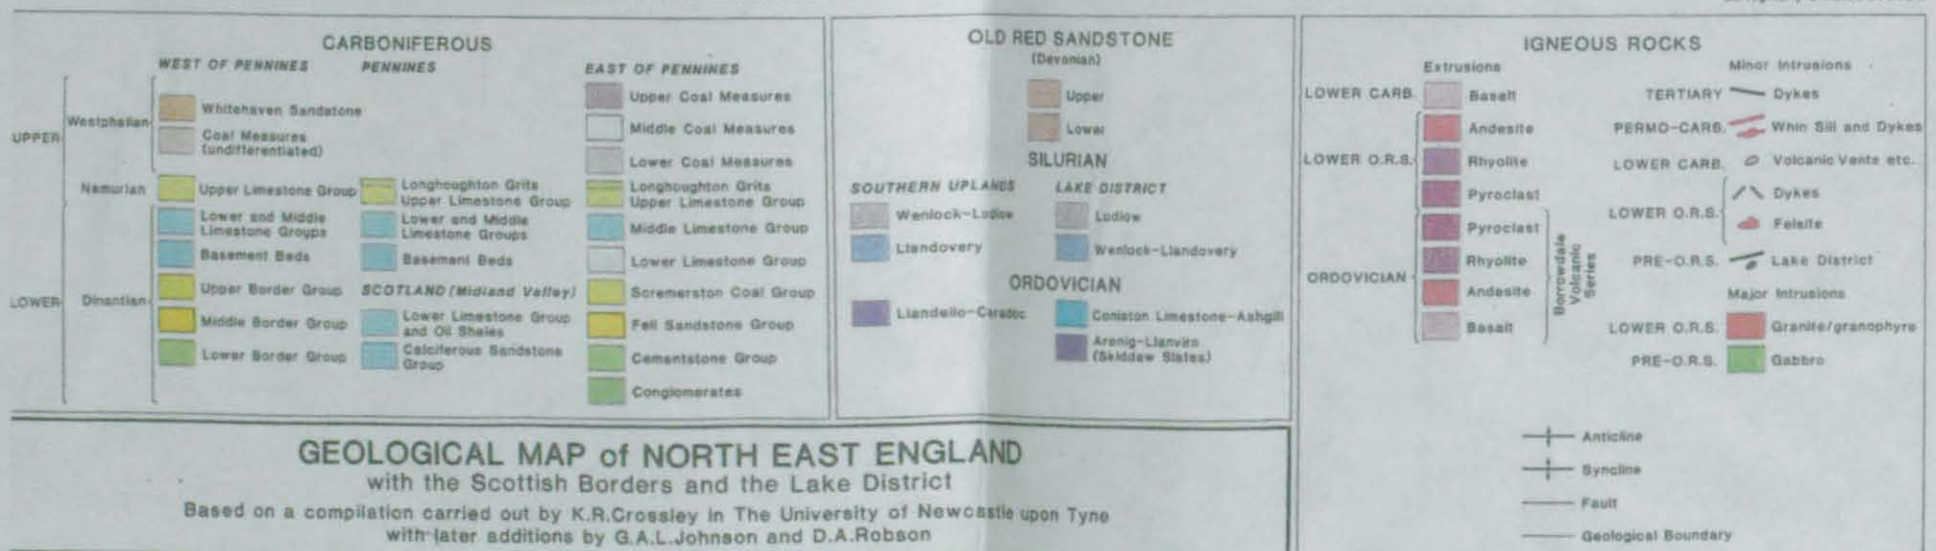 CARBONIFEROUS
WEST OF PENNINES
PENNINES
EAST OF PENNINES
UPPER
Westphalian
Whitehaven Sandstone
Coal Measures
(undifferentiated)
Upper Coal Measures
Middle Coal Measures
Lower Coal Measures
Namurian
Upper Limestone Group
Longhoughton Grits
Upper Limestone Group
Longhoughton Grits
Upper Limestone Group
LOWER
Dinantian
Lower and Middle
Limestone Groups
Basement Beds
Upper Border Group
Middle Border Group
Lower Border Group
Lower and Middle
Limestone Groups
Basement Beds
SCOTLAND (Midland Valley)
Lower Limestone Group
and Oil Shales
Calciferous Sandstone
Group
Middle Limestone Group
Lower Limestone Group
Scremerston Coal Group
Fell Sandstone Group
Cementstone Group
Conglomerates
OLD RED SANDSTONE
(Devonian)
Upper
Lower
SILURIAN
SOUTHERN UPLANDS
LAKE DISTRICT
Wenlock-Ludlow
Ludlow
Llandovery
Wenlock-Llandovery
ORDOVICIAN
Llandeilo-Caradoc
Coniston Limestone-Ashgill
Arenig-Llanvirn
(Skiddaw Slates)
IGNEOUS ROCKS
Extrusions
LOWER CARB.
Basalt
LOWER O.R.S.
Andesite
Rhyolite
Pyroclast
ORDOVICIAN
Pyroclast
Rhyolite
Andesite
Basalt
Borrowdale
Volcanic
Series
Minor Intrusions
TERTIARY
Dykes
PERMO-CARB.
Whin Sill and Dykes
LOWER CARB.
Volcanic Vents etc.
LOWER O.R.S.
Dykes
Felsite
PRE-O.R.S.
Lake District
Major Intrusions
LOWER O.R.S.
Granite/granophyre
PRE-O.R.S.
Gabbro
Anticline
Syncline
Fault
Geological Boundary
GEOLOGICAL MAP of NORTH EAST ENGLAND
with the Scottish Borders and the Lake District
Based on a compilation carried out by K.R.Crossley in The University of Newcastle upon Tyne
with later additions by G.A.L.Johnson and D.A.Robson